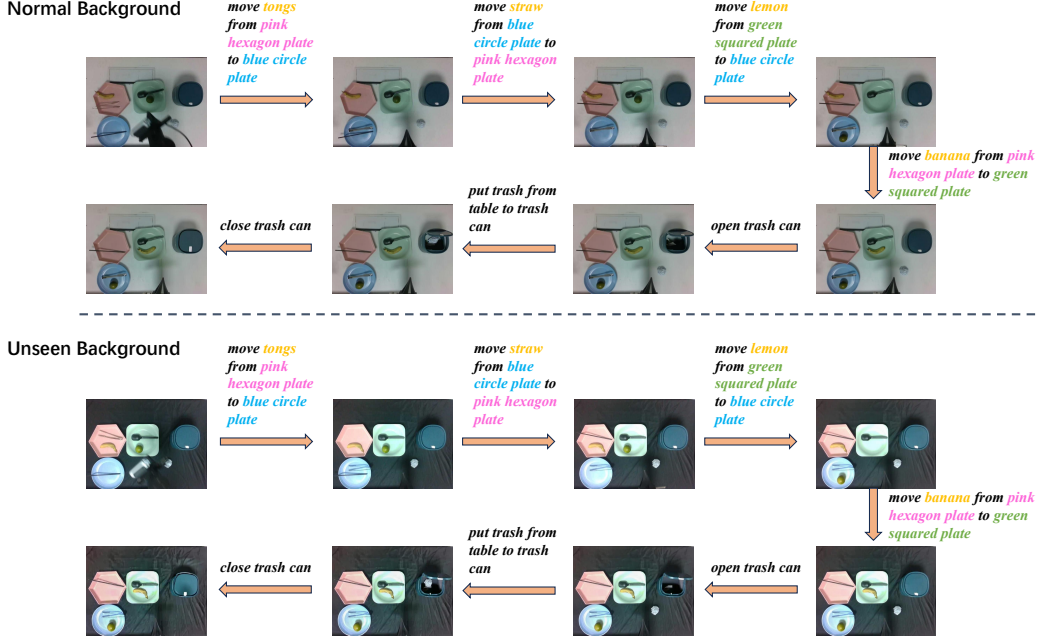 Normal Background
move tongs
from pink
hexagon plate
to blue circle
plate
move straw
from blue
circle plate to
pink hexagon
plate
move lemon
from green
squared plate
to blue circle
plate
move banana from pink
hexagon plate to green
squared plate
open trash can
put trash from
table to trash
can
close trash can
Unseen Background
move tongs
from pink
hexagon plate
to blue circle
plate
move straw
from blue
circle plate to
pink hexagon
plate
move lemon
from green
squared plate
to blue circle
plate
move banana from pink
hexagon plate to green
squared plate
open trash can
put trash from
table to trash
can
close trash can